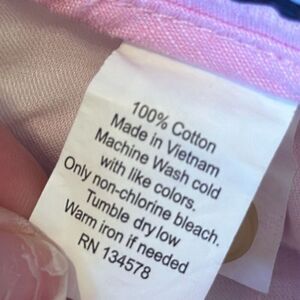 100% Cotton
Made in Vietnam
Machine Wash cold
with like colors.
Only non-chlorine bleach.
Tumble dry low
Warm iron if needed
RN 134578